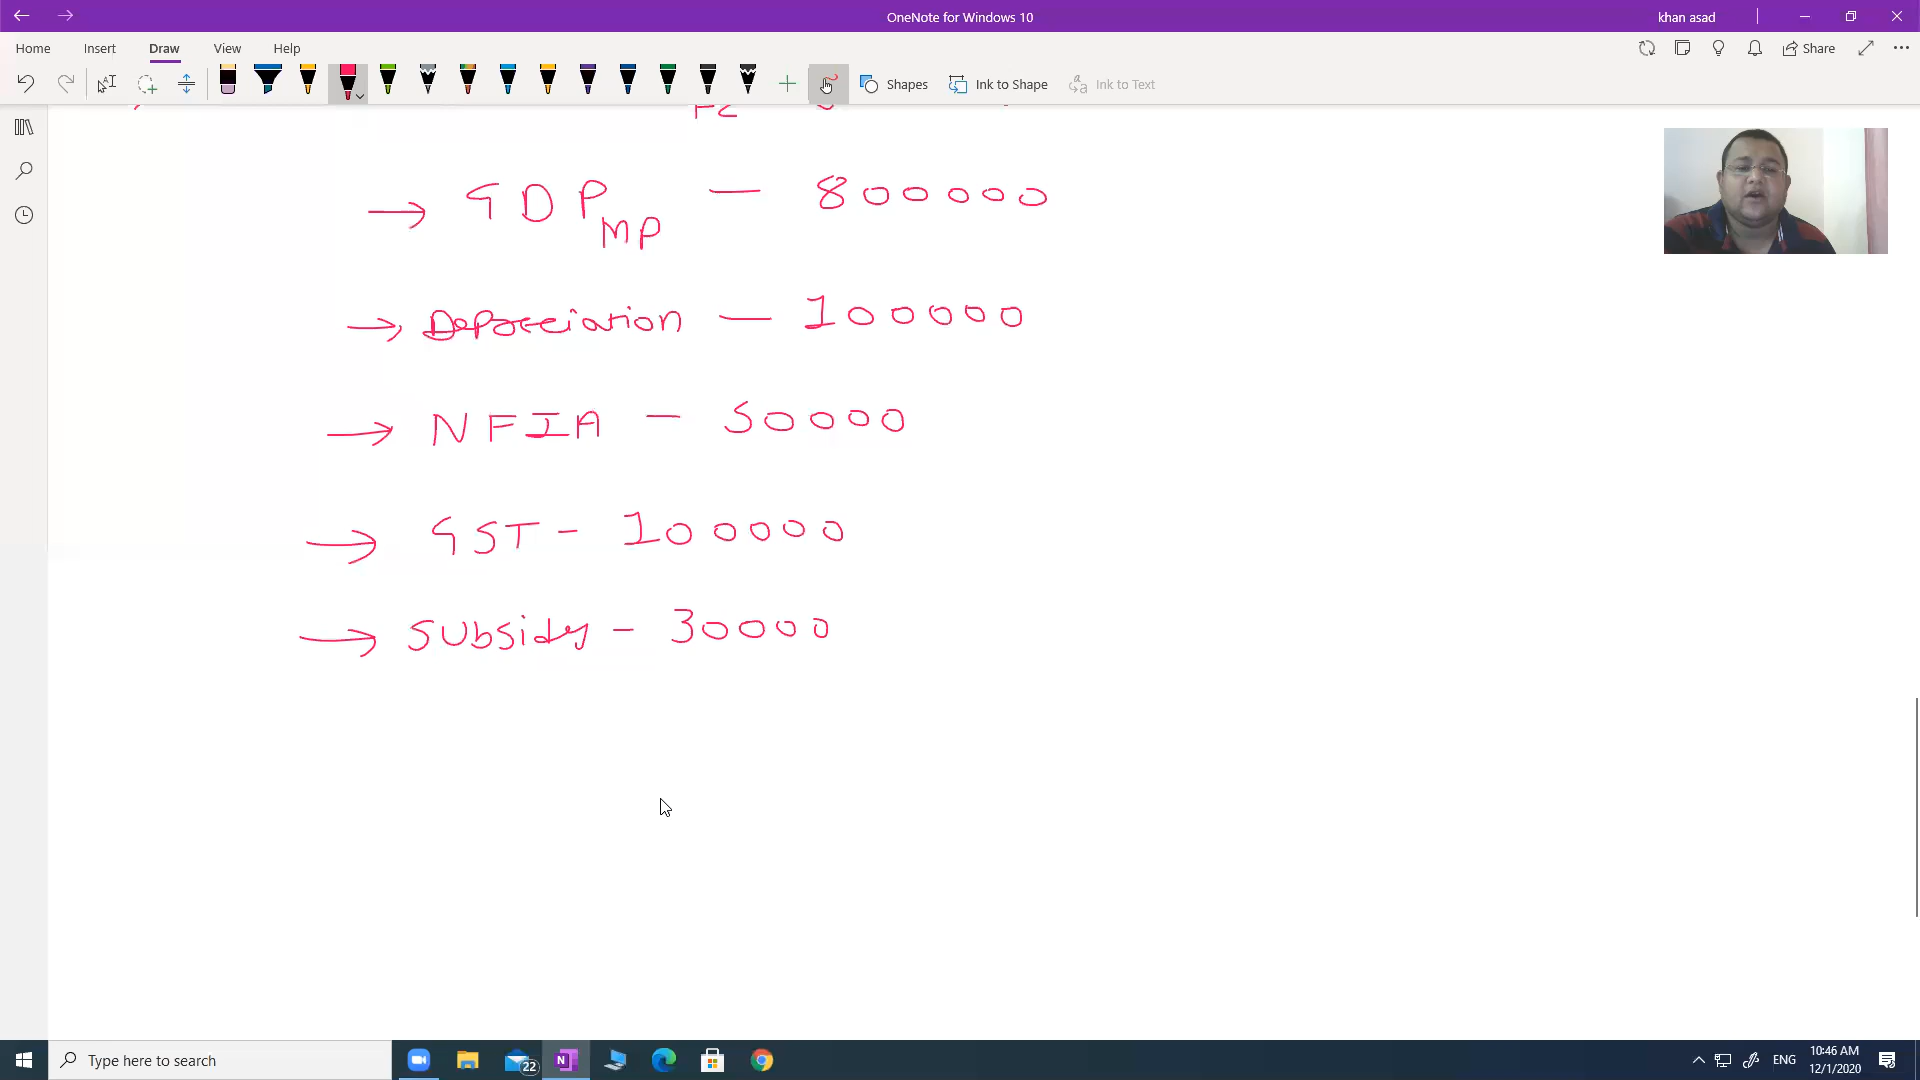 OneNote for Windows 10
khan asad
Home Insert Draw View Help
Share
Shapes
Ink to Shape
Ink to Text
FC
→ GDP MP — 800000
→ Depreciation — 100000
→ NFIA — 50000
→ GST - 100000
→ Subsidy - 30000
Type here to search
22
N
ENG
10:46 AM
12/1/2020